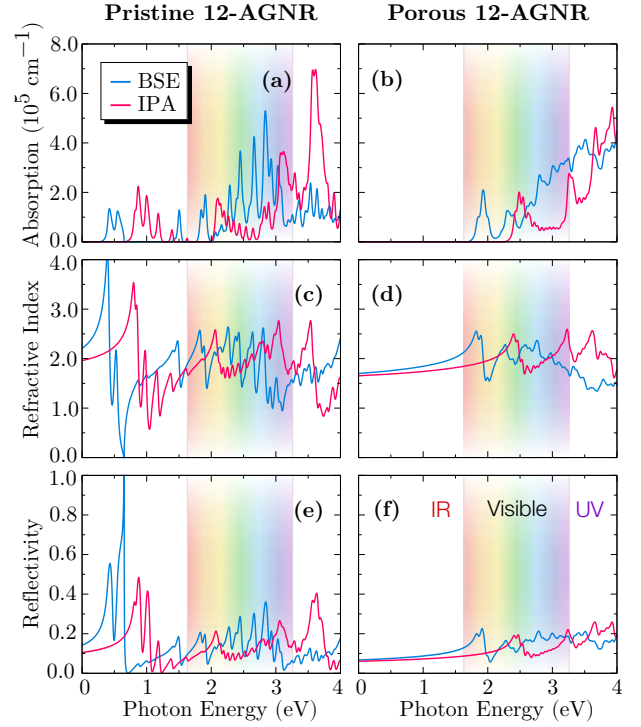 Pristine 12-AGNR
Porous 12-AGNR
Absorption (10⁵ cm⁻¹)
8.0
6.0
4.0
2.0
0.0
BSE
IPA
(a)
(b)
Refractive Index
4.0
3.0
2.0
1.0
0.0
(c)
(d)
Reflectivity
1.0
0.8
0.6
0.4
0.2
0.0
(e)
(f)
IR
Visible
UV
0 1 2 3 4
0 1 2 3 4
Photon Energy (eV)
Photon Energy (eV)